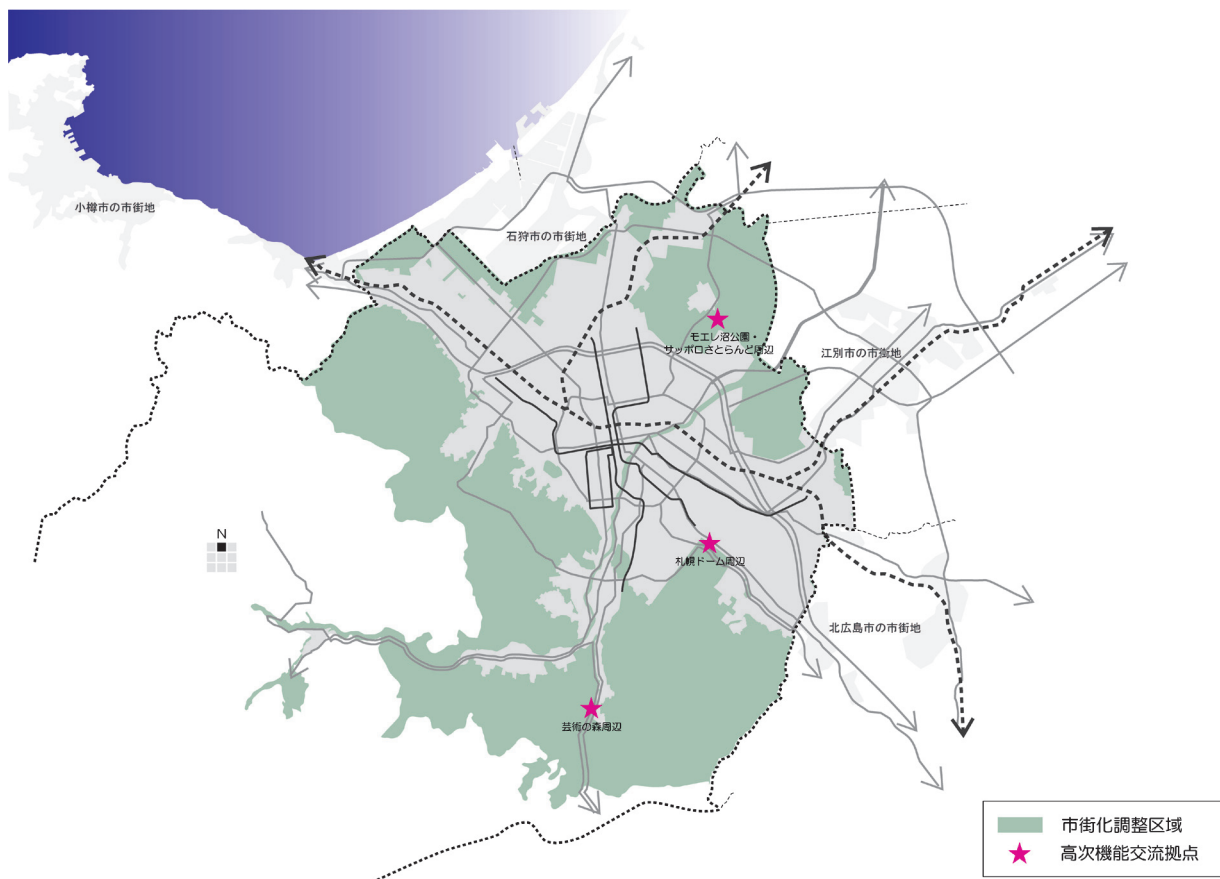 小樽市の市街地
石狩市の市街地
モエレ沼公園・
サッポロさとらんど周辺
江別市の市街地
N
札幌ドーム周辺
北広島市の市街地
芸術の森周辺
市街化調整区域
高次機能交流拠点